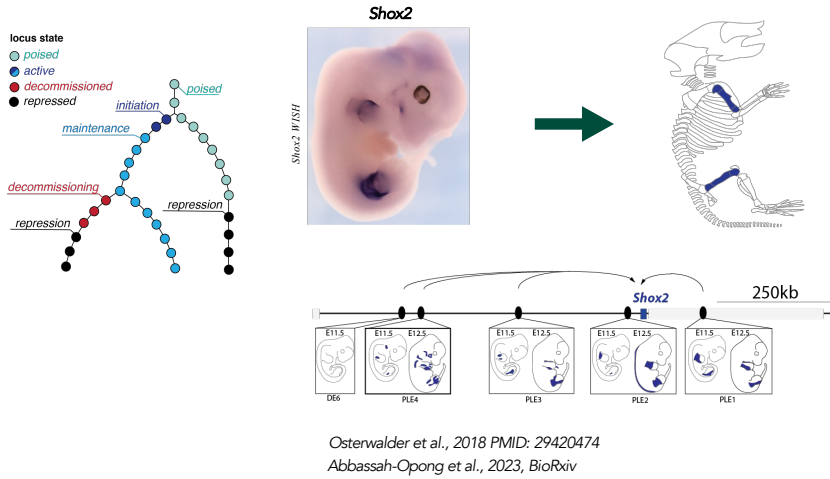 Shox2
locus state
poised
active
decommissioned
repressed
poised
initiation
maintenance
decommissioning
repression
repression
Shox2 WISH
Shox2
250kb
E11.5
E11.5 E12.5
E11.5 E12.5
E11.5 E12.5
E11.5 E12.5
DE6
PLE4
PLE3
PLE2
PLE1
Osterwalder et al., 2018 PMID: 29420474
Abbassah-Opong et al., 2023, BioRxiv